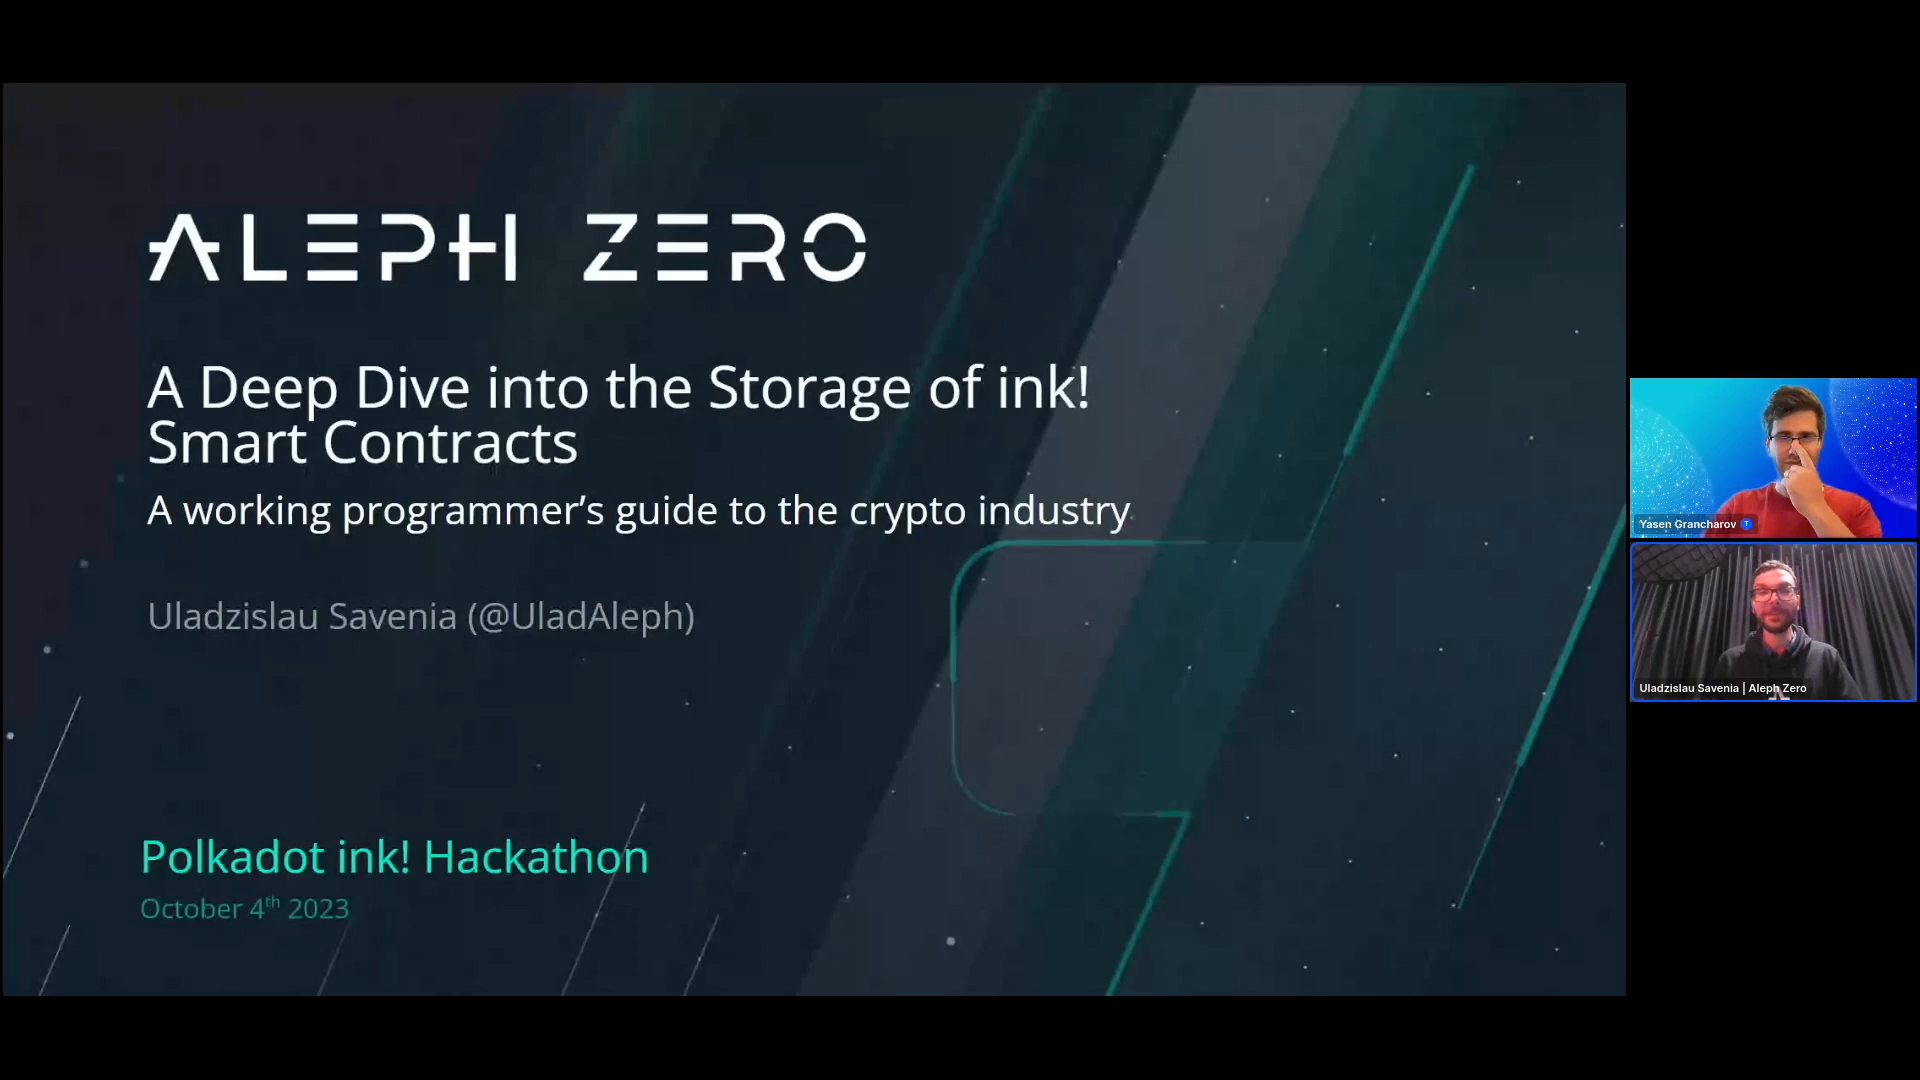 ALEPH ZERO
A Deep Dive into the Storage of ink!
Smart Contracts
A working programmer’s guide to the crypto industry
Uladzislau Savenia (@UladAleph)
Polkadot ink! Hackathon
October 4th 2023
Yasen Grancharov T
Uladzislau Savenia | Aleph Zero